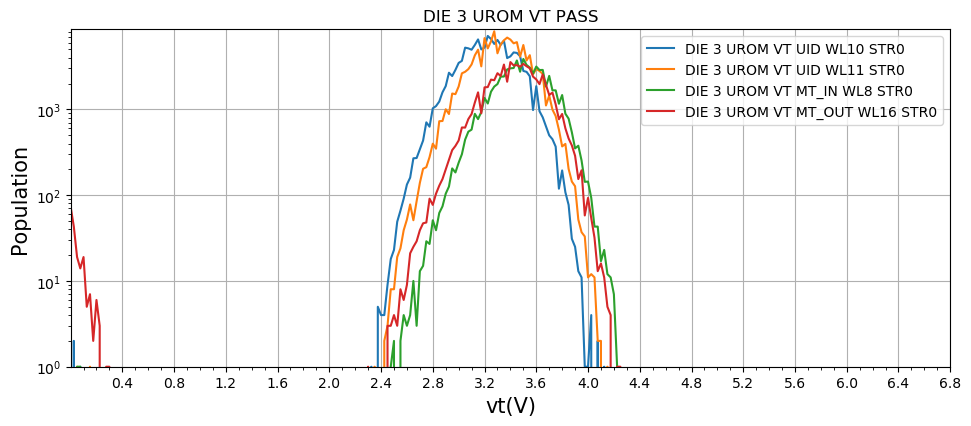 DIE 3 UROM VT PASS
DIE 3 UROM VT UID WL10 STR0
DIE 3 UROM VT UID WL11 STR0
DIE 3 UROM VT MT_IN WL8 STR0
DIE 3 UROM VT MT_OUT WL16 STR0
Population
10³
10²
10¹
10⁰
0.4 0.8 1.2 1.6 2.0 2.4 2.8 3.2 3.6 4.0 4.4 4.8 5.2 5.6 6.0 6.4 6.8
vt(V)